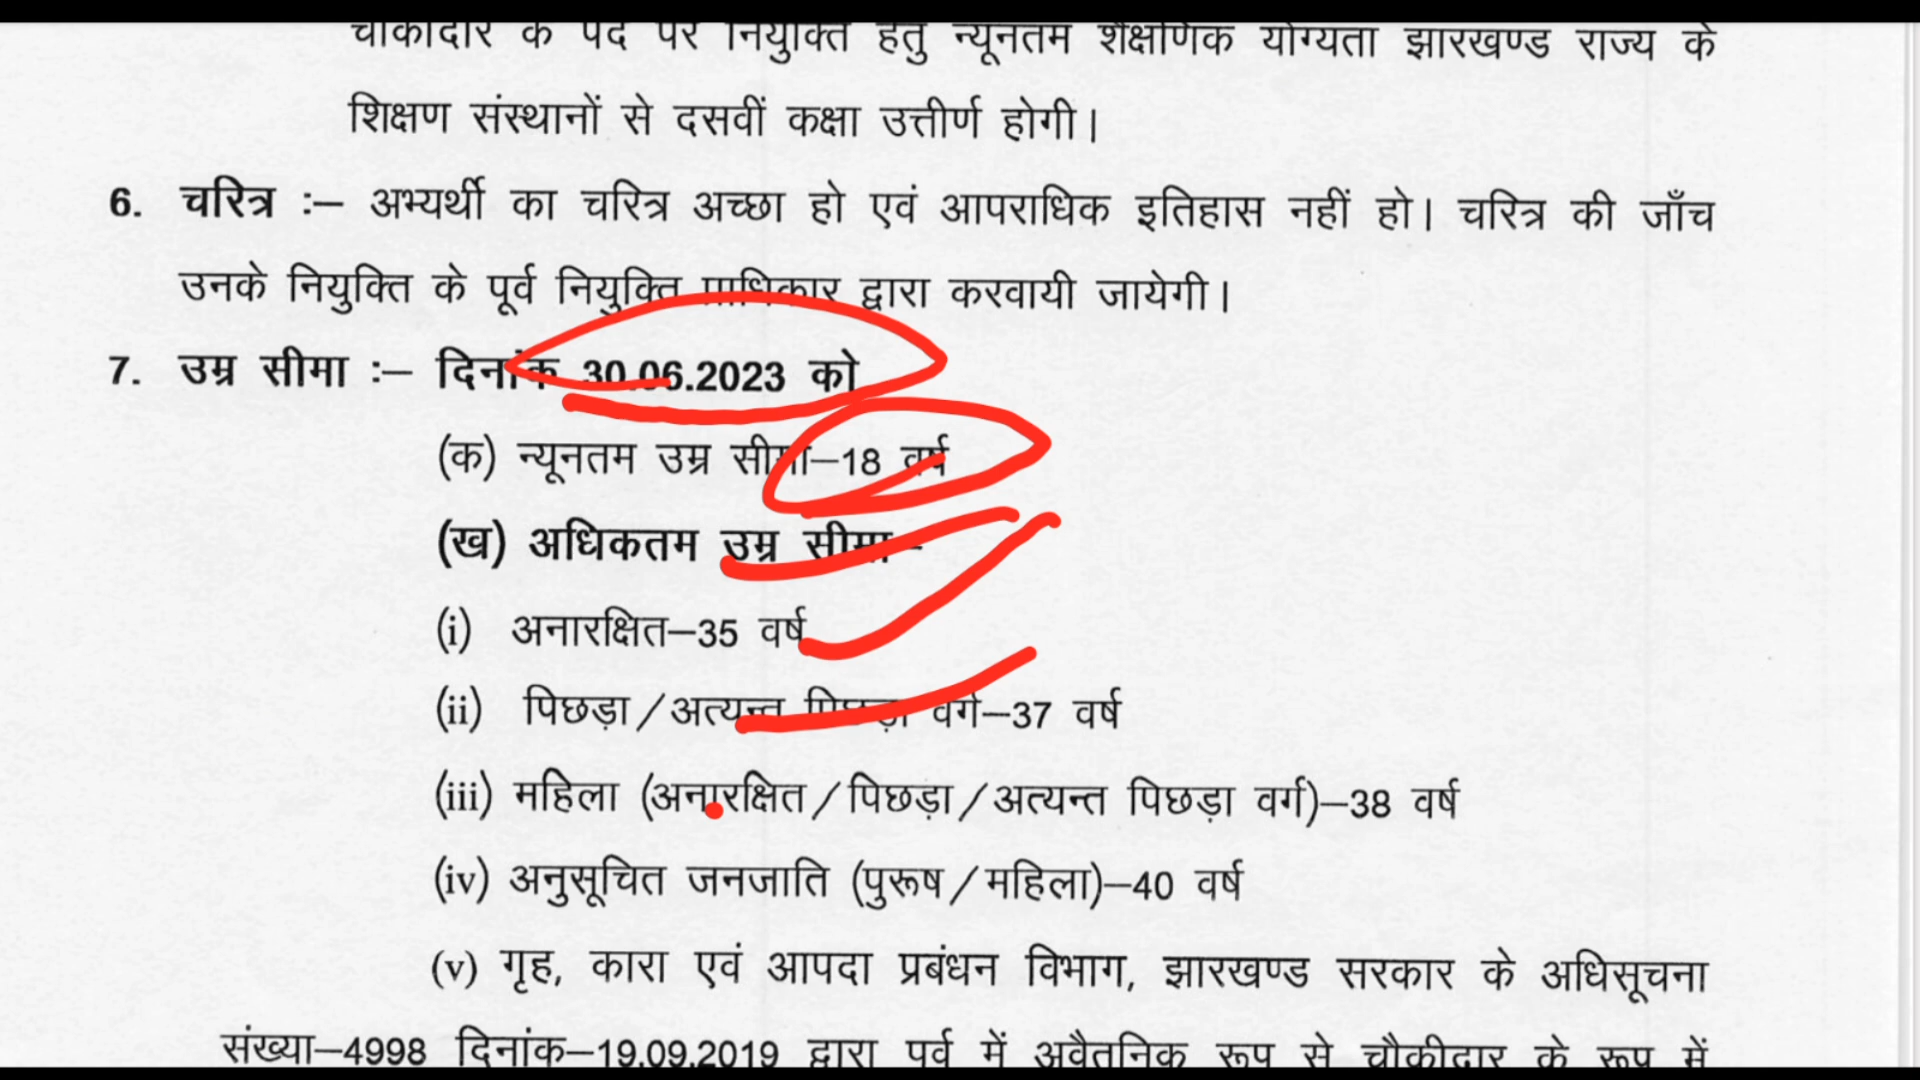 चौकीदार के पद पर नियुक्ति हेतु न्यूनतम शैक्षणिक योग्यता झारखण्ड राज्य के
शिक्षण संस्थानों से दसवीं कक्षा उत्तीर्ण होगी।
6. चरित्र :– अभ्यर्थी का चरित्र अच्छा हो एवं आपराधिक इतिहास नहीं हो। चरित्र की जाँच
उनके नियुक्ति के पूर्व नियुक्ति प्राधिकार द्वारा करवायी जायेगी।
7. उम्र सीमा :– दिनांक 30.06.2023 को
(क) न्यूनतम उम्र सीमा–18 वर्ष
(ख) अधिकतम उम्र सीमा–
(i) अनारक्षित–35 वर्ष
(ii) पिछड़ा/अत्यन्त पिछड़ा वर्ग–37 वर्ष
(iii) महिला (अनारक्षित/पिछड़ा/अत्यन्त पिछड़ा वर्ग)–38 वर्ष
(iv) अनुसूचित जनजाति (पुरूष/महिला)–40 वर्ष
(v) गृह, कारा एवं आपदा प्रबंधन विभाग, झारखण्ड सरकार के अधिसूचना
संख्या–4998 दिनांक–19.09.2019 द्वारा पूर्व में अवैतनिक रूप से चौकीदार के रूप में